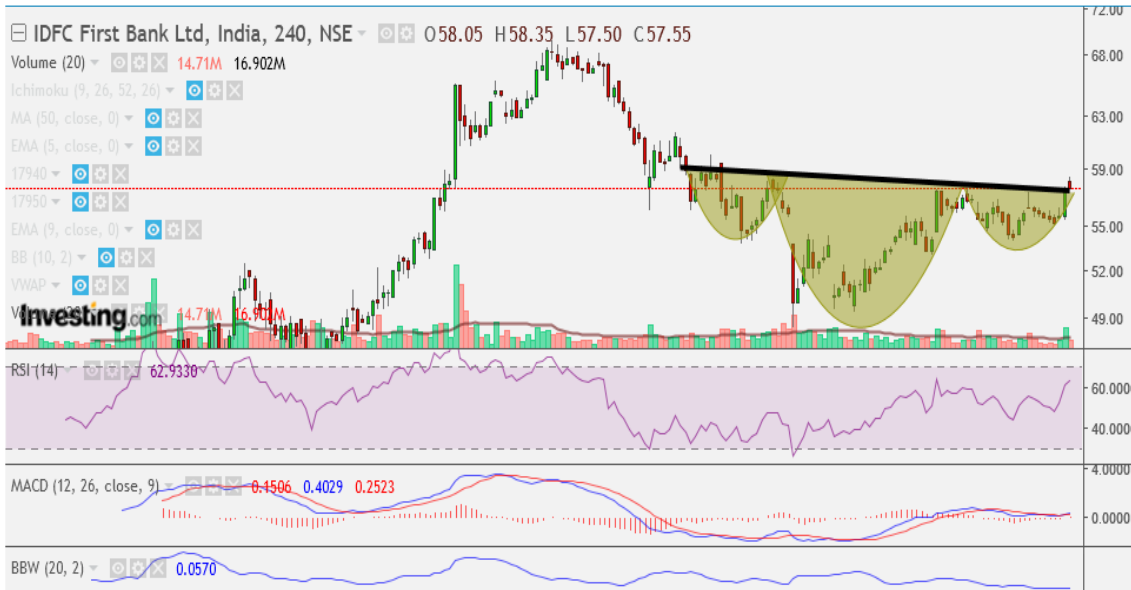 IDFC First Bank Ltd, India, 240, NSE O58.05 H58.35 L57.50 C57.55
Volume (20) 14.71M 16.902M
Ichimoku (9, 26, 52, 26)
MA (50, close, 0)
EMA (5, close, 0)
17940
17950
EMA (9, close, 0)
BB (10, 2)
VWAP
Investing.com 14.71M 16.902M
72.00
68.00
63.00
59.00
55.00
52.00
49.00
RSI (14) 62.9330
60.0000
40.0000
MACD (12, 26, close, 9) 0.1506 0.4029 0.2523
4.0000
0.0000
BBW (20, 2) 0.0570